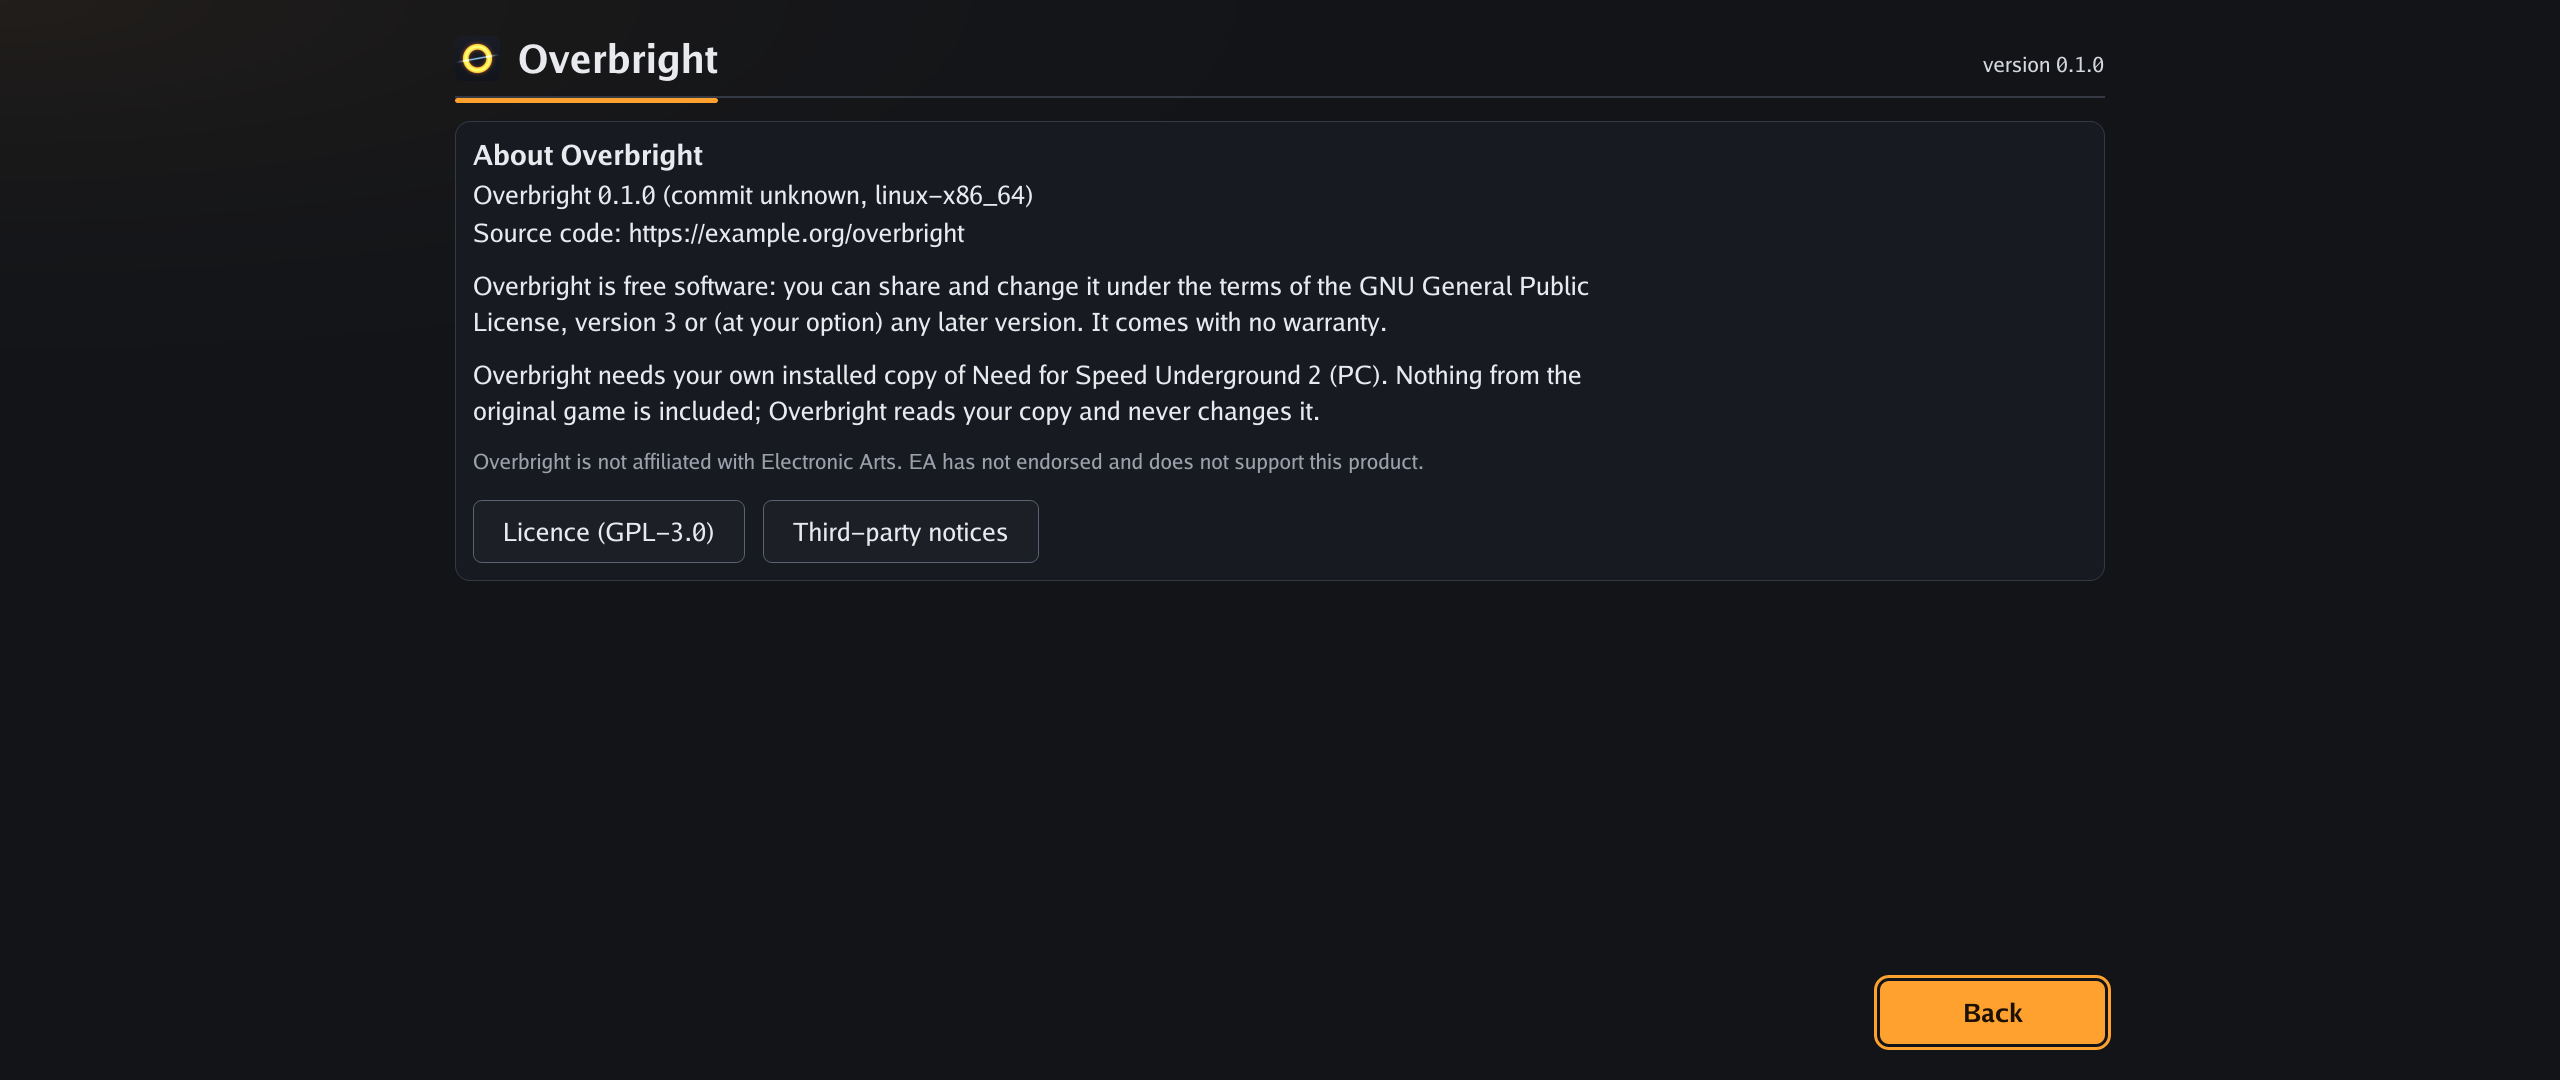 Overbright
version 0.1.0
About Overbright
Overbright 0.1.0 (commit unknown, linux-x86_64)
Source code: https://example.org/overbright
Overbright is free software: you can share and change it under the terms of the GNU General Public
License, version 3 or (at your option) any later version. It comes with no warranty.
Overbright needs your own installed copy of Need for Speed Underground 2 (PC). Nothing from the
original game is included; Overbright reads your copy and never changes it.
Overbright is not affiliated with Electronic Arts. EA has not endorsed and does not support this product.
Licence (GPL-3.0)
Third-party notices
Back